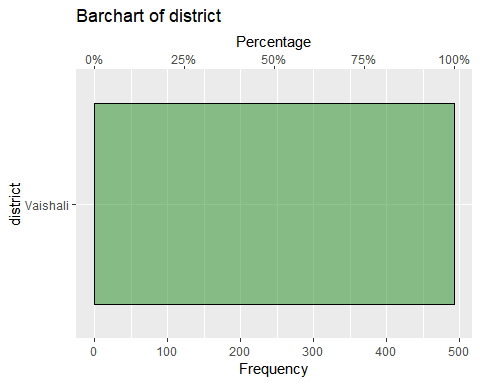 Barchart of district
Percentage
0% 25% 50% 75% 100%
district
Vaishali
0 100 200 300 400 500
Frequency